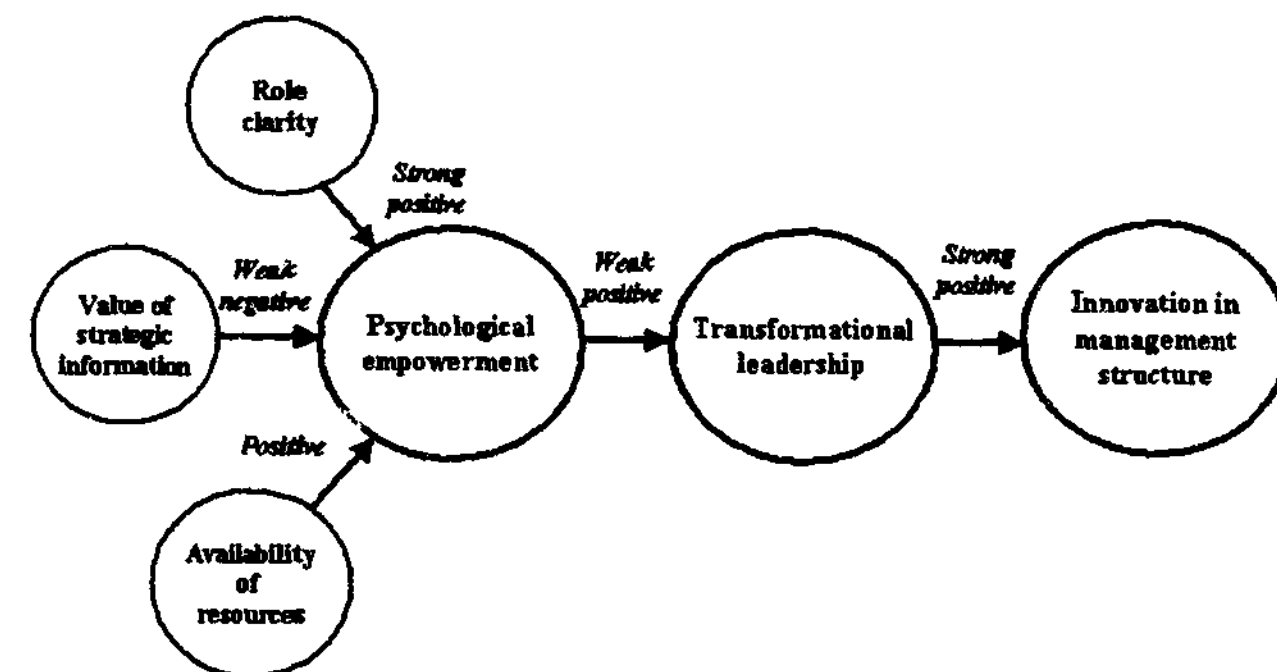 Role
clarity
Strong
positive
Weak
negative
Value of
strategic
information
Psychological
empowerment
Weak
positive
Transformational
leadership
Strong
positive
Innovation in
management
structure
Positive
Availability
of
resources